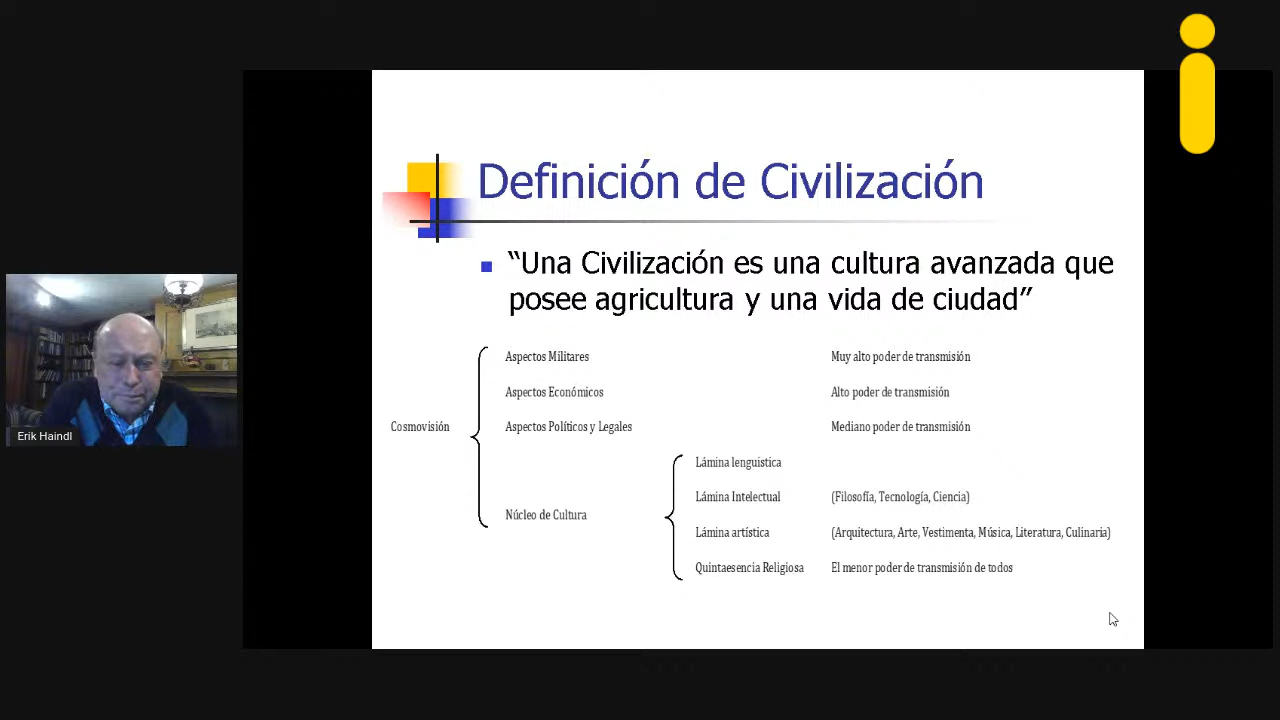 Definición de Civilización
“Una Civilización es una cultura avanzada que
posee agricultura y una vida de ciudad”
Aspectos Militares Muy alto poder de transmisión
Aspectos Económicos Alto poder de transmisión
Cosmovisión Aspectos Políticos y Legales Mediano poder de transmisión
Lámina lenguistica
Lámina Intelectual (Filosofía, Tecnología, Ciencia)
Núcleo de Cultura
Lámina artística (Arquitectura, Arte, Vestimenta, Música, Literatura, Culinaria)
Quintaesencia Religiosa El menor poder de transmisión de todos
Erik Haindl